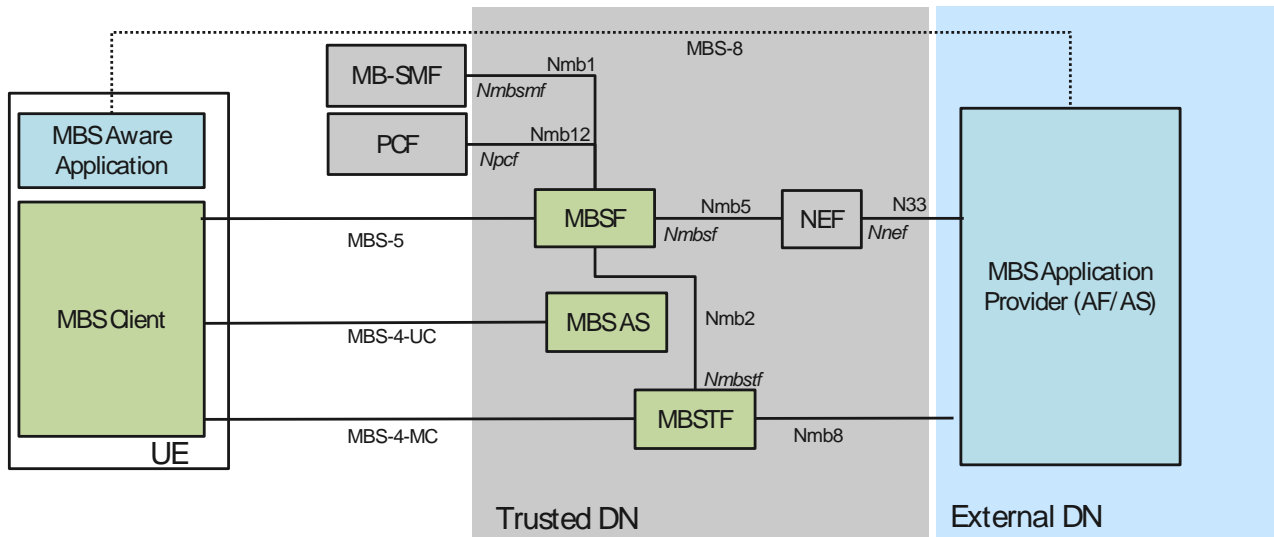 MBS-8
MB-SMF
Nmb1
Nmbsmf
MBS Aware
Application
PCF
Nmb12
Npcf
MBSF
Nmb5
Nmbsf
NEF
N33
Nnef
MBS-5
MBS Application
Provider (AF/AS)
MBS Client
MBS AS
Nmb2
MBS-4-UC
Nmbstf
MBSTF
MBS-4-MC
Nmb8
UE
Trusted DN
External DN